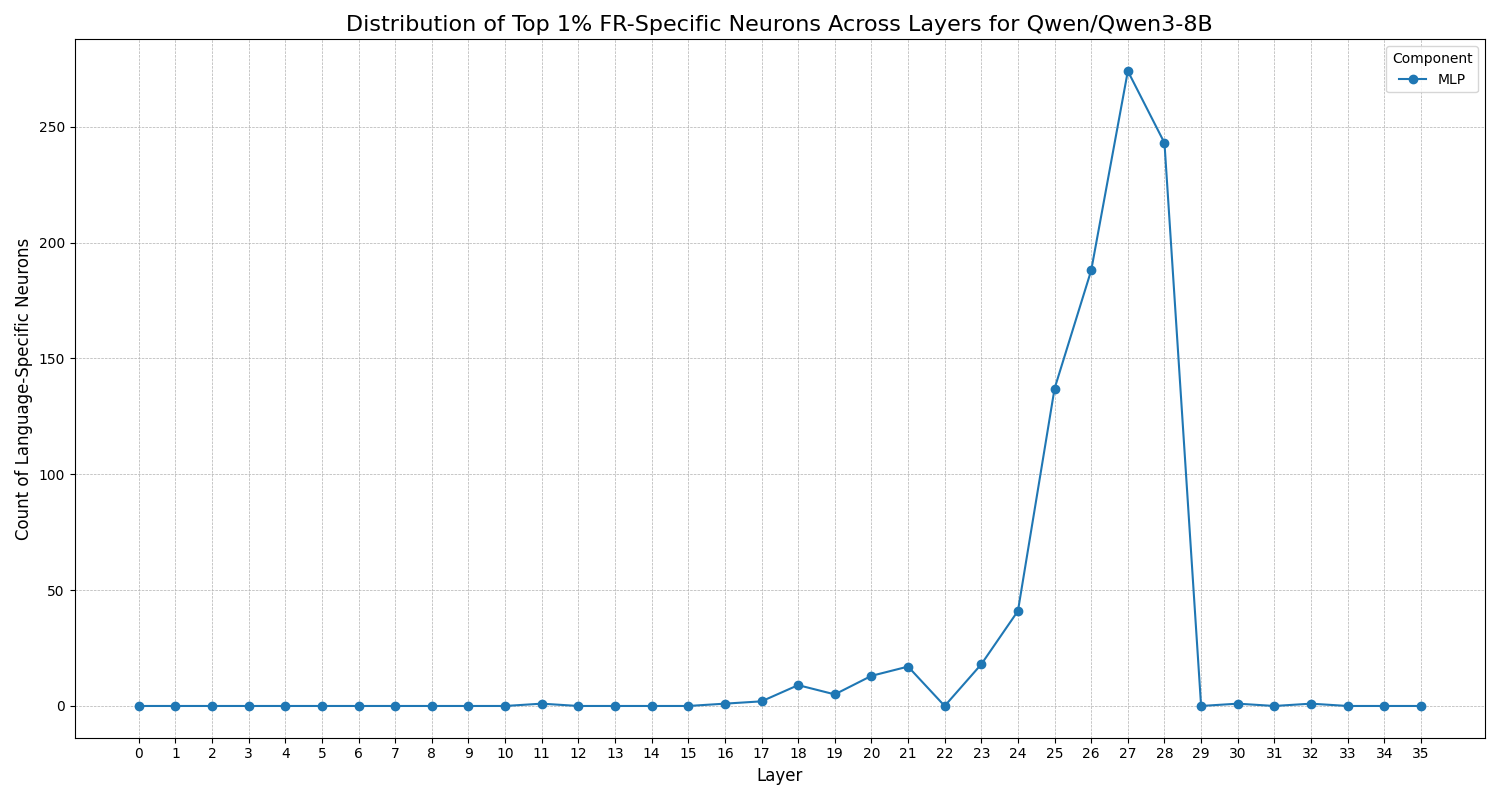 Distribution of Top 1% FR-Specific Neurons Across Layers for Qwen/Qwen3-8B
Component
MLP
Count of Language-Specific Neurons
250
200
150
100
50
0
0 1 2 3 4 5 6 7 8 9 10 11 12 13 14 15 16 17 18 19 20 21 22 23 24 25 26 27 28 29 30 31 32 33 34 35
Layer